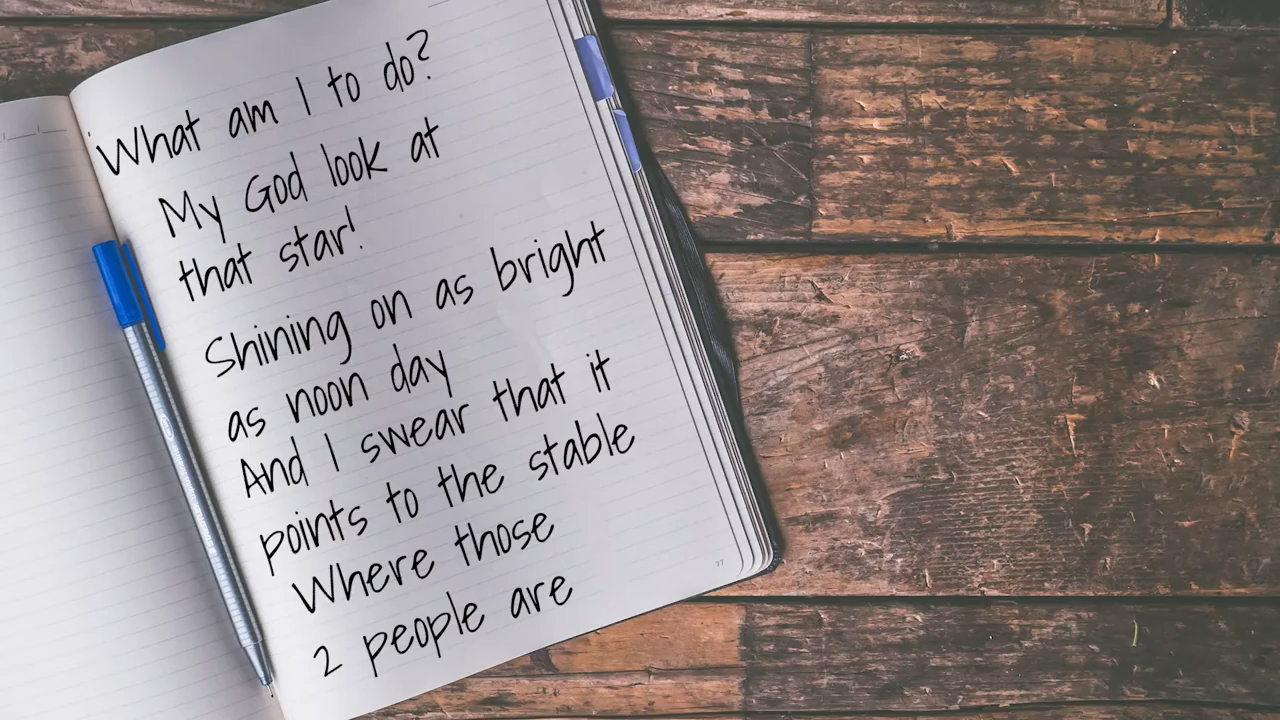 What am I to do?
My God look at
that star!
Shining on as bright
as noon day
And I swear that it
points to the stable
Where those
2 people are
77